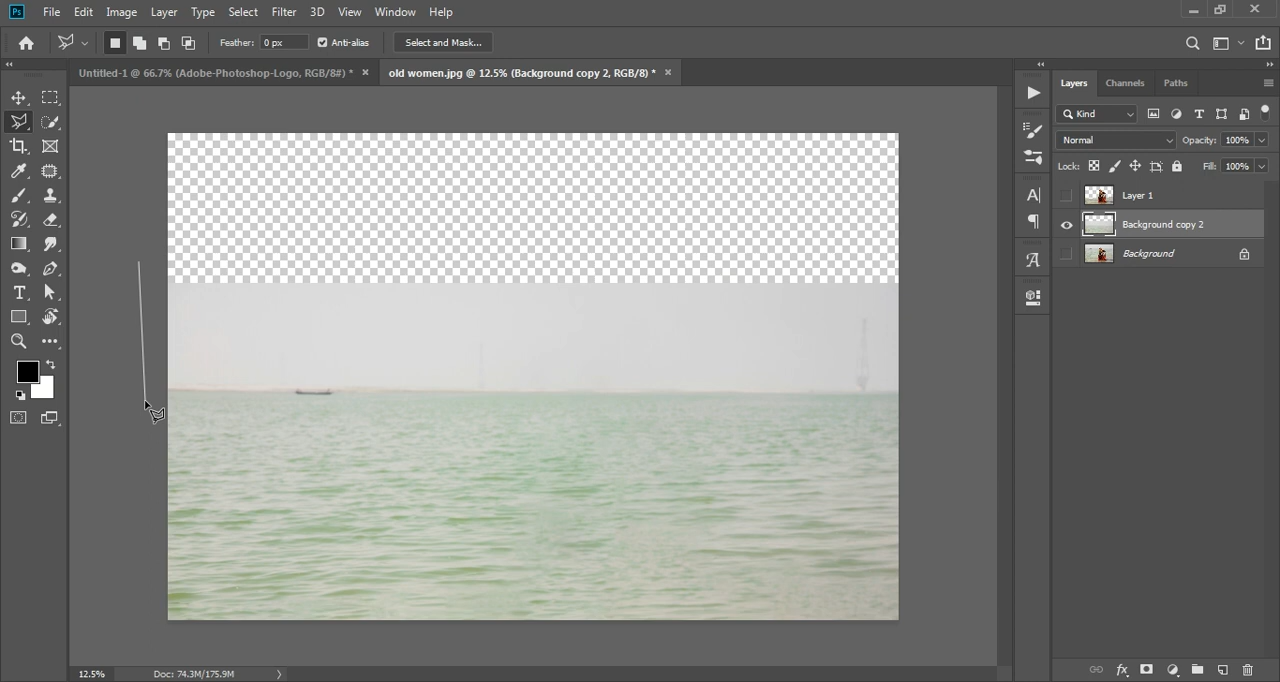 Ps File Edit Image Layer Type Select Filter 3D View Window Help
Feather: 0 px Anti-alias Select and Mask...
Untitled-1 @ 66.7% (Adobe-Photoshop-Logo, RGB/8#) * × old women.jpg @ 12.5% (Background copy 2, RGB/8) * ×
Layers Channels Paths
Kind
Normal Opacity: 100%
Lock: Fill: 100%
Layer 1
Background copy 2
Background
12.5% Doc: 74.3M/175.9M